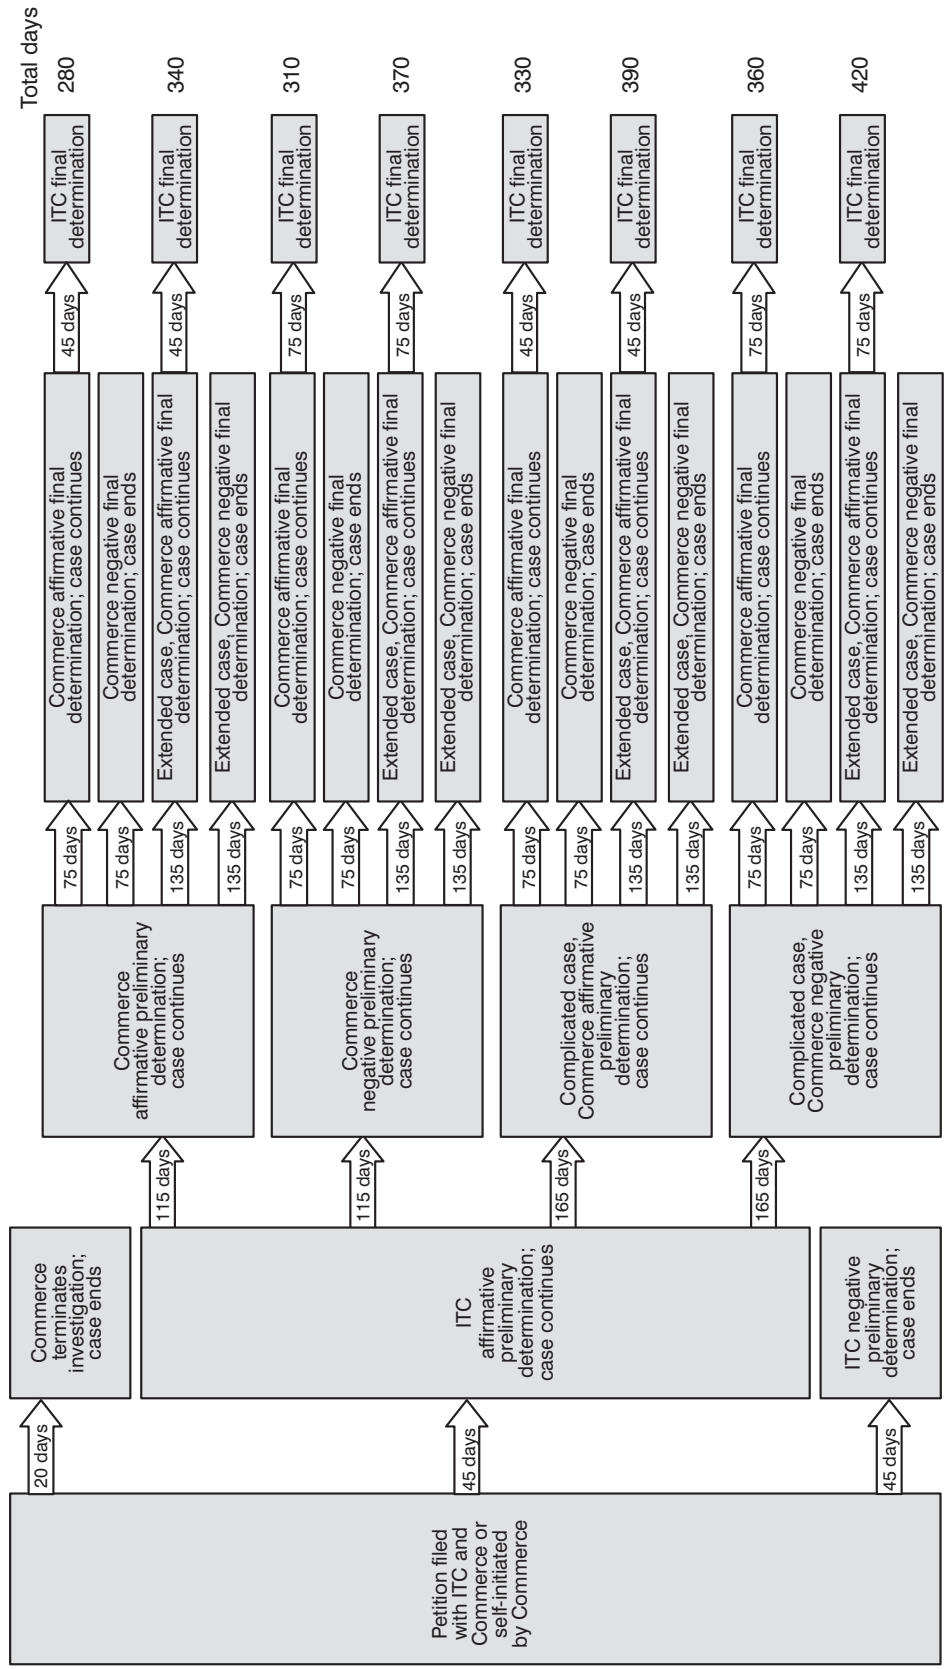 Petition filed
with ITC and
Commerce or
self-initiated
by Commerce
20 days
45 days
45 days
Commerce
terminates
investigation;
case ends
ITC
affirmative
preliminary
determination;
case continues
ITC negative
preliminary
determination;
case ends
115 days
115 days
165 days
165 days
Commerce
affirmative preliminary
determination;
case continues
Commerce
negative preliminary
determination;
case continues
Complicated case,
Commerce affirmative
preliminary
determination;
case continues
Complicated case,
Commerce negative
preliminary
determination;
case continues
75 days
75 days
135 days
135 days
75 days
75 days
135 days
135 days
75 days
75 days
135 days
135 days
75 days
75 days
135 days
135 days
Commerce affirmative final
determination; case continues
Commerce negative final
determination; case ends
Extended case, Commerce affirmative final
determination; case continues
Extended case, Commerce negative final
determination; case ends
Commerce affirmative final
determination; case continues
Commerce negative final
determination; case ends
Extended case, Commerce affirmative final
determination; case continues
Extended case, Commerce negative final
determination; case ends
Commerce affirmative final
determination; case continues
Commerce negative final
determination; case ends
Extended case, Commerce affirmative final
determination; case continues
Extended case, Commerce negative final
determination; case ends
Commerce affirmative final
determination; case continues
Commerce negative final
determination; case ends
Extended case, Commerce affirmative final
determination; case continues
Extended case, Commerce negative final
determination; case ends
45 days
45 days
75 days
75 days
45 days
45 days
75 days
75 days
ITC final
determination
ITC final
determination
ITC final
determination
ITC final
determination
ITC final
determination
ITC final
determination
ITC final
determination
ITC final
determination
Total days
280
340
310
370
330
390
360
420